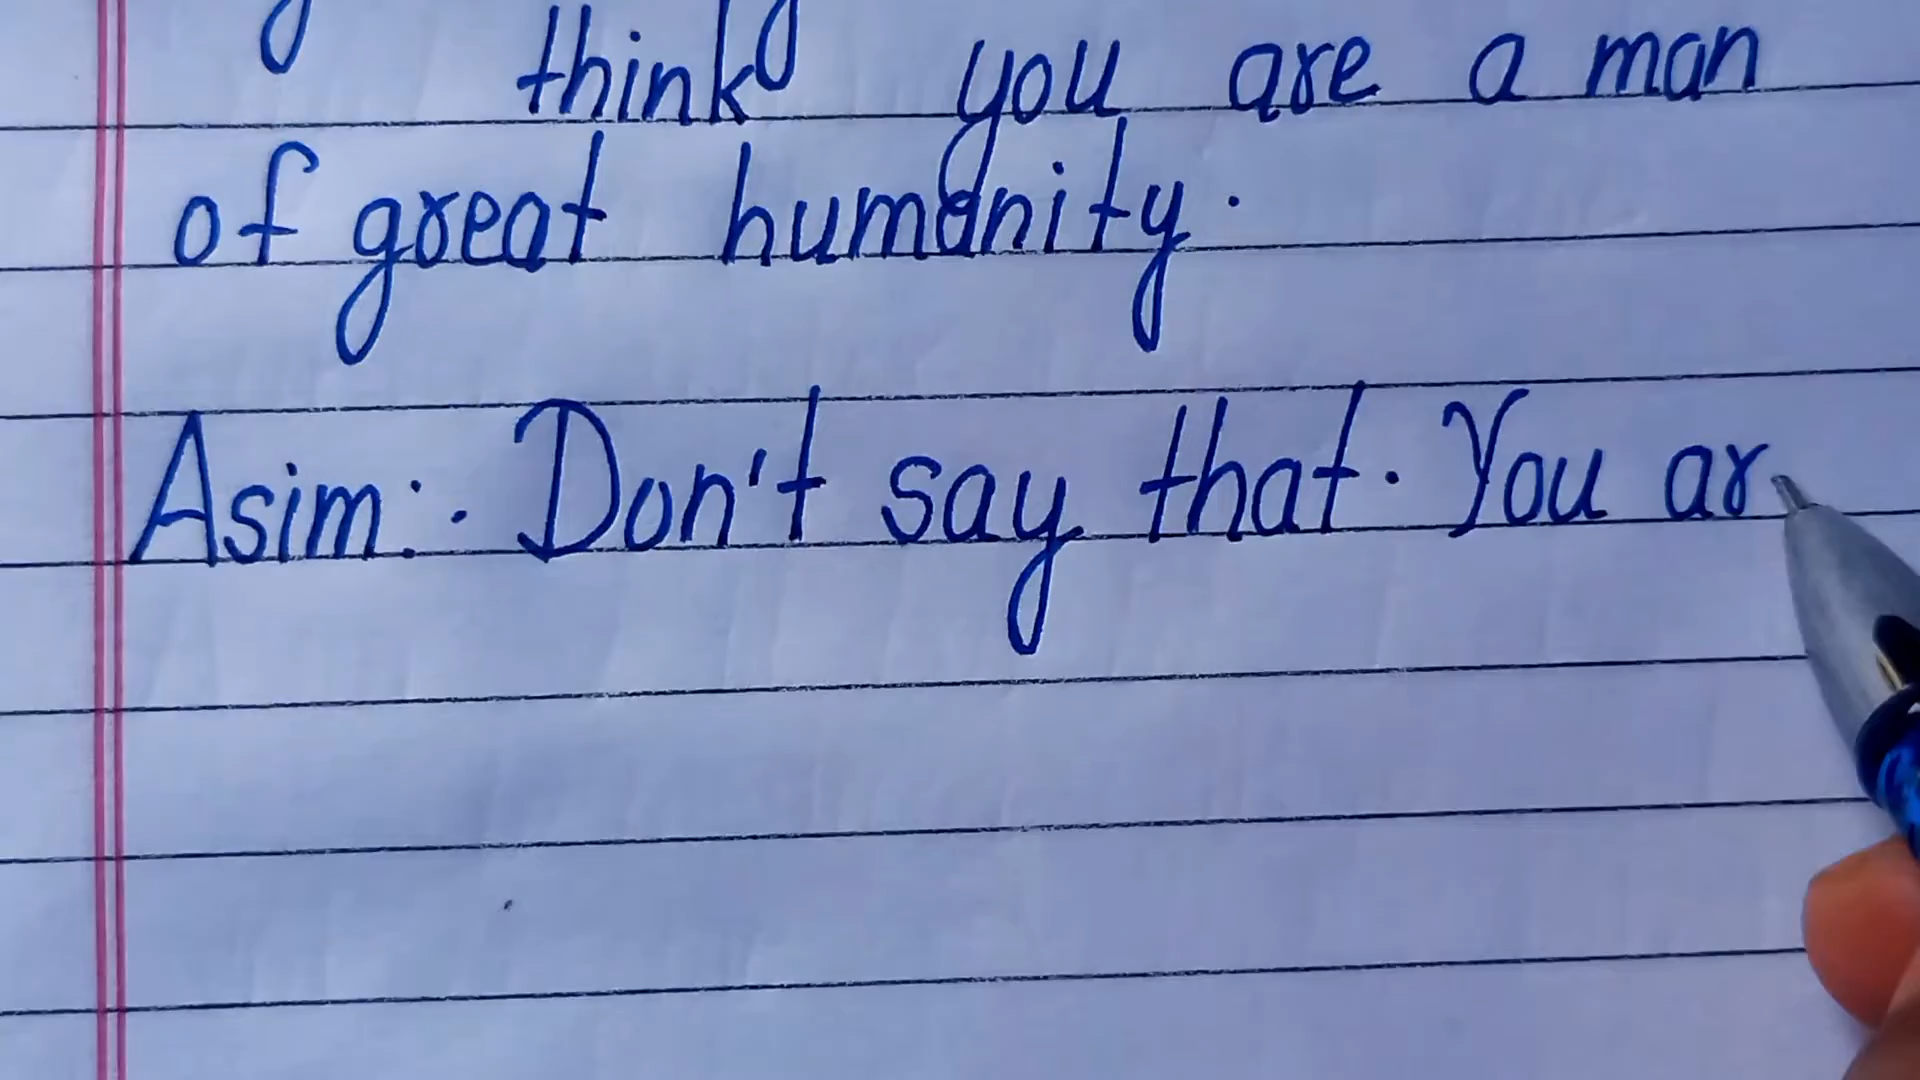 think you are a man
of great humanity.
Asim:. Don't say that. You ar